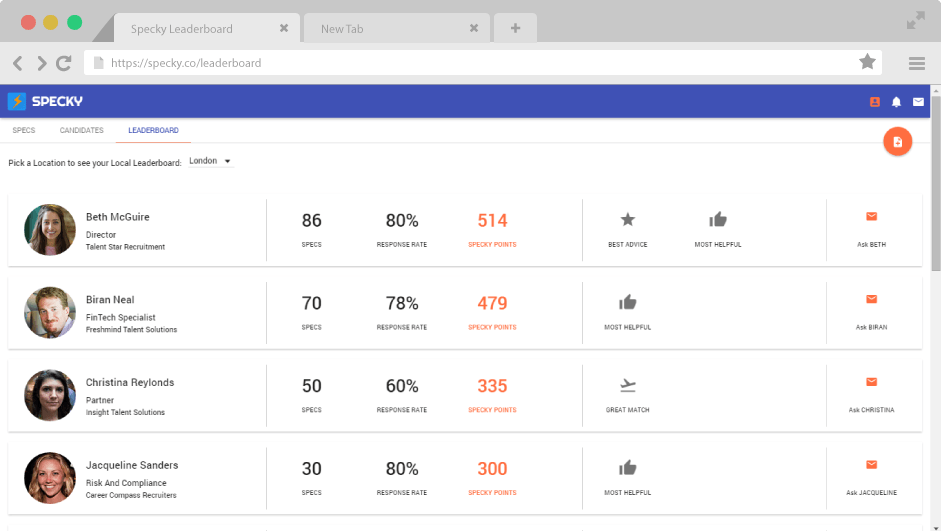 Specky Leaderboard
New Tab
https://specky.co/leaderboard
SPECKY
SPECS CANDIDATES LEADERBOARD
Pick a Location to see your Local Leaderboard: London
Beth McGuire
Director
Talent Star Recruitment
86 80% 514
SPECS RESPONSE RATE SPECKY POINTS
BEST ADVICE MOST HELPFUL
Ask BETH
Biran Neal
FinTech Specialist
Freshmind Talent Solutions
70 78% 479
SPECS RESPONSE RATE SPECKY POINTS
MOST HELPFUL
Ask BIRAN
Christina Reylonds
Partner
Insight Talent Solutions
50 60% 335
SPECS RESPONSE RATE SPECKY POINTS
GREAT MATCH
Ask CHRISTINA
Jacqueline Sanders
Risk And Compliance
Career Compass Recruiters
30 80% 300
SPECS RESPONSE RATE SPECKY POINTS
MOST HELPFUL
Ask JACQUELINE